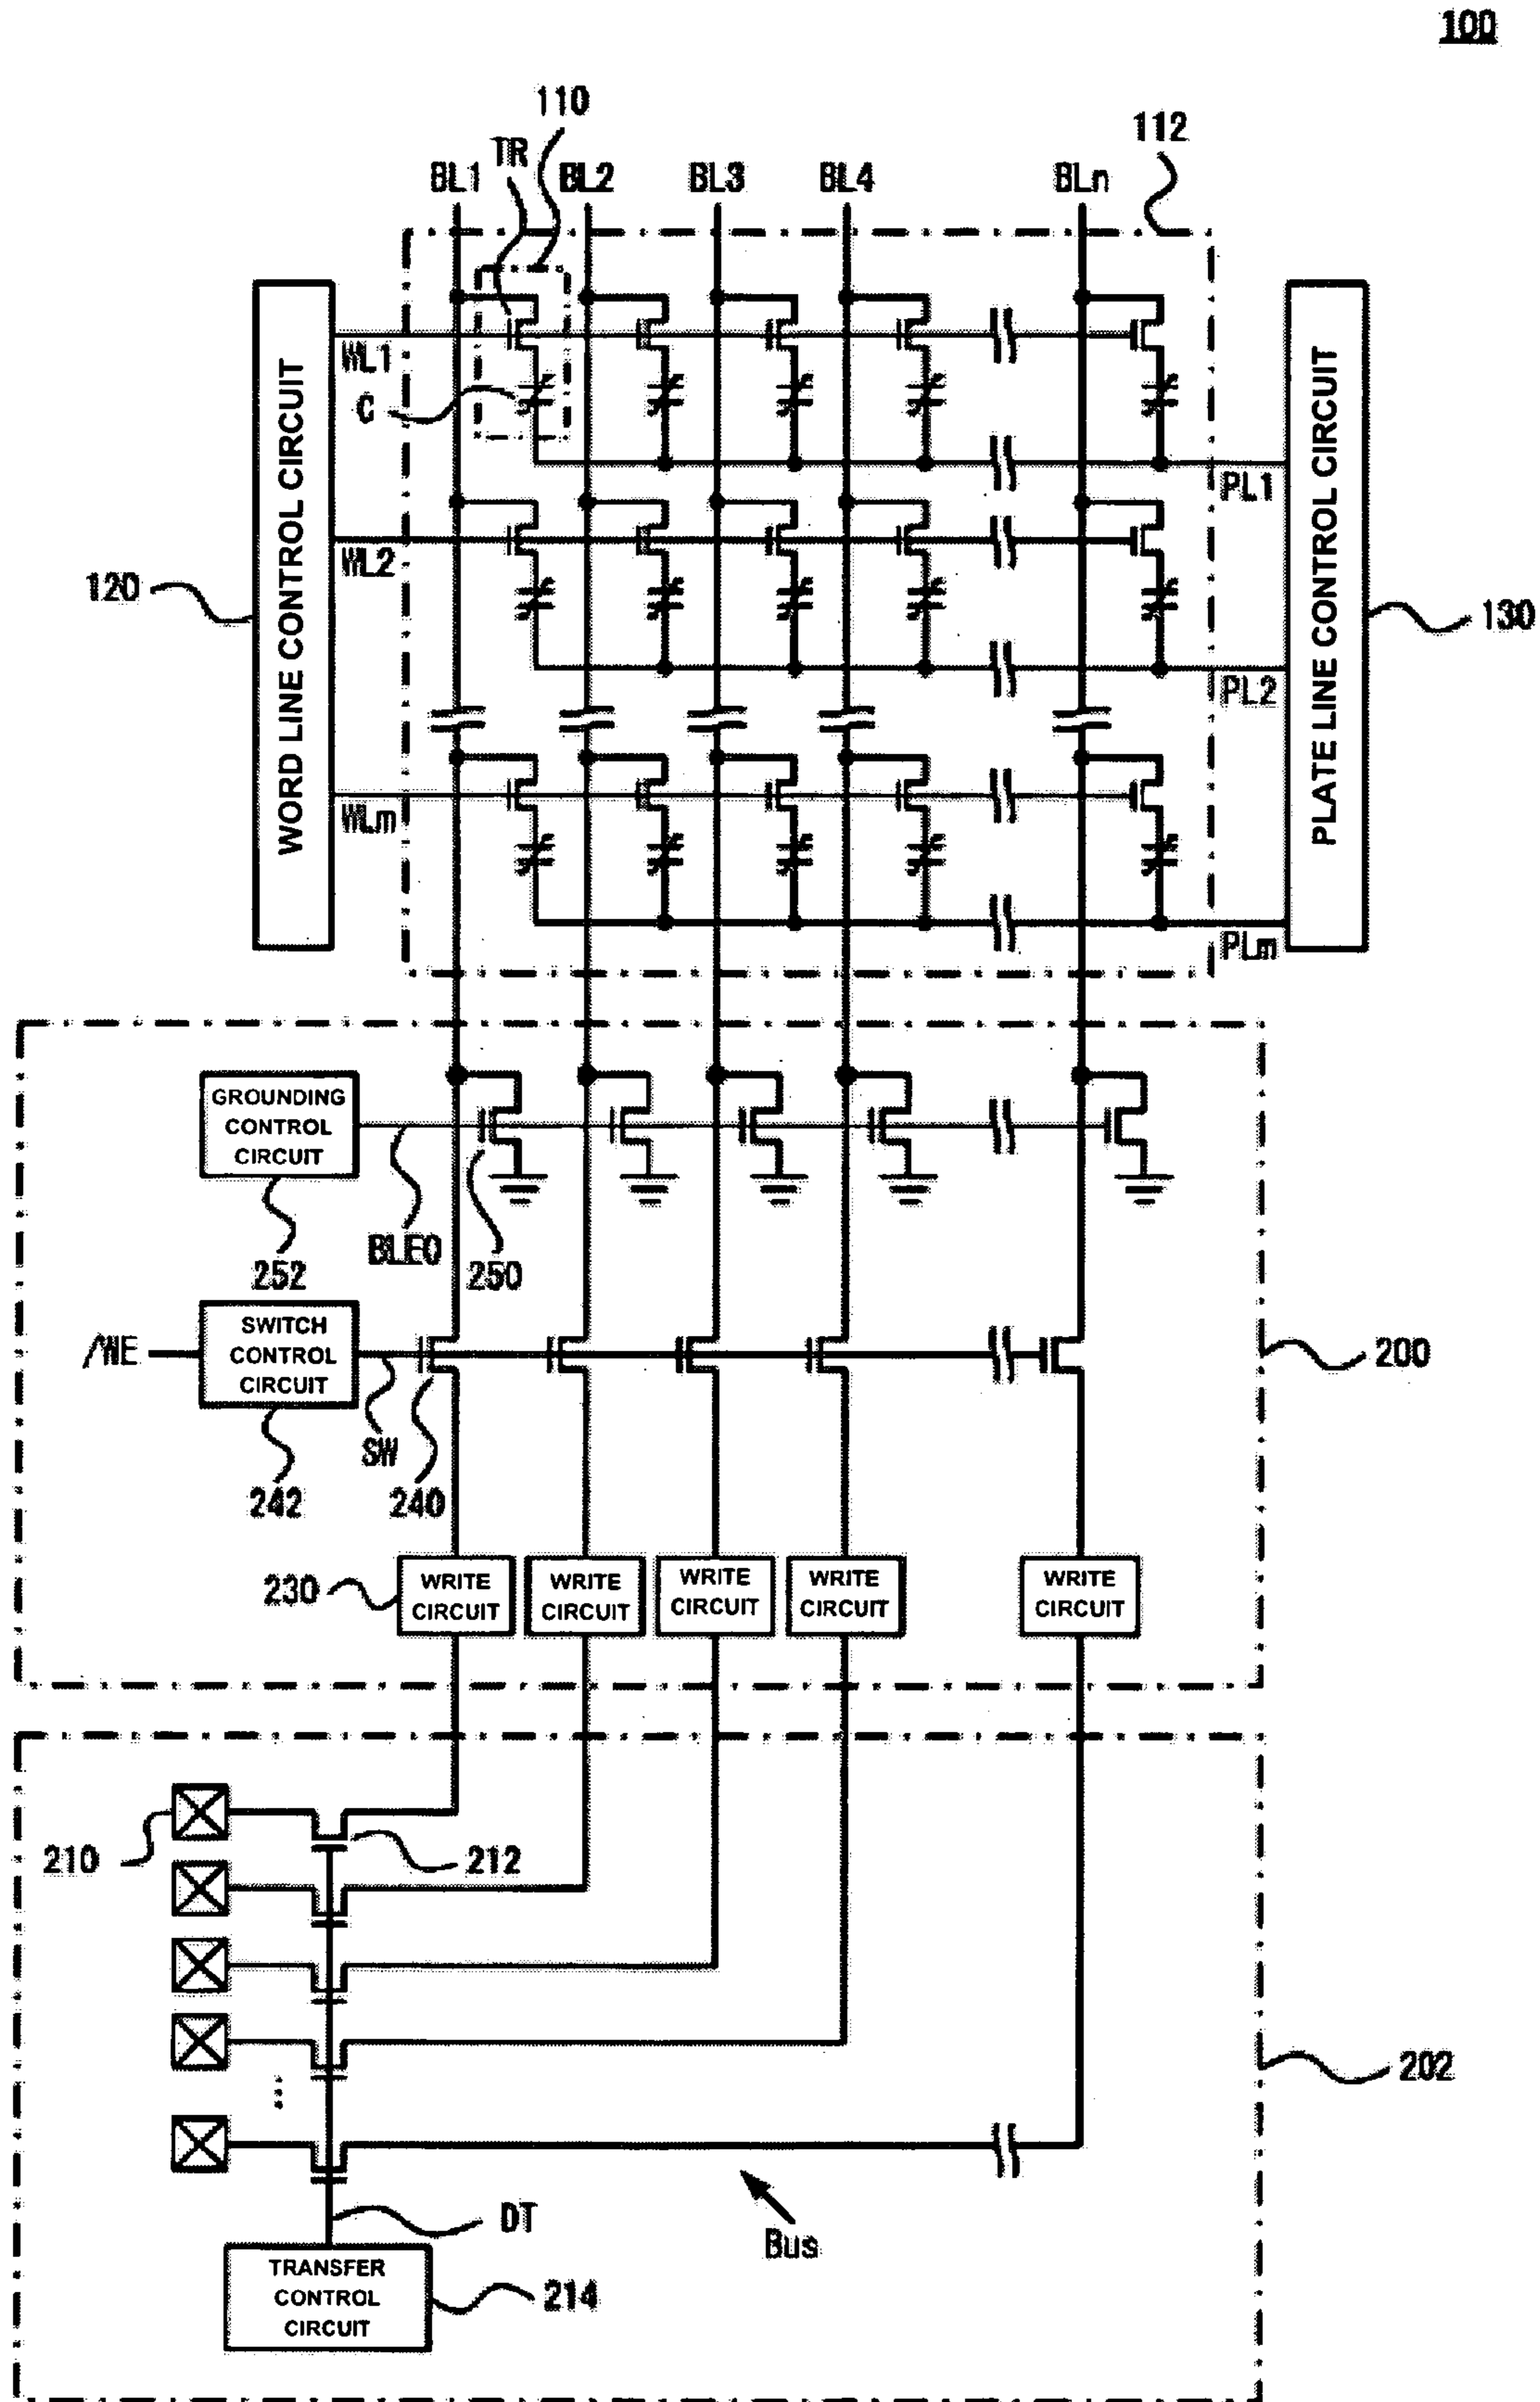 100
110
TR
112
BL1
BL2
BL3
BL4
BLn
WORD LINE CONTROL CIRCUIT
WL1
C
PL1
PLATE LINE CONTROL CIRCUIT
WL2
120
130
PL2
WLm
PLm
GROUNDING
CONTROL
CIRCUIT
BLEQ
252
250
/WE
SWITCH
CONTROL
CIRCUIT
200
SW
242
240
230
WRITE
CIRCUIT
WRITE
CIRCUIT
WRITE
CIRCUIT
WRITE
CIRCUIT
WRITE
CIRCUIT
210
212
202
...
DT
Bus
TRANSFER
CONTROL
CIRCUIT
214